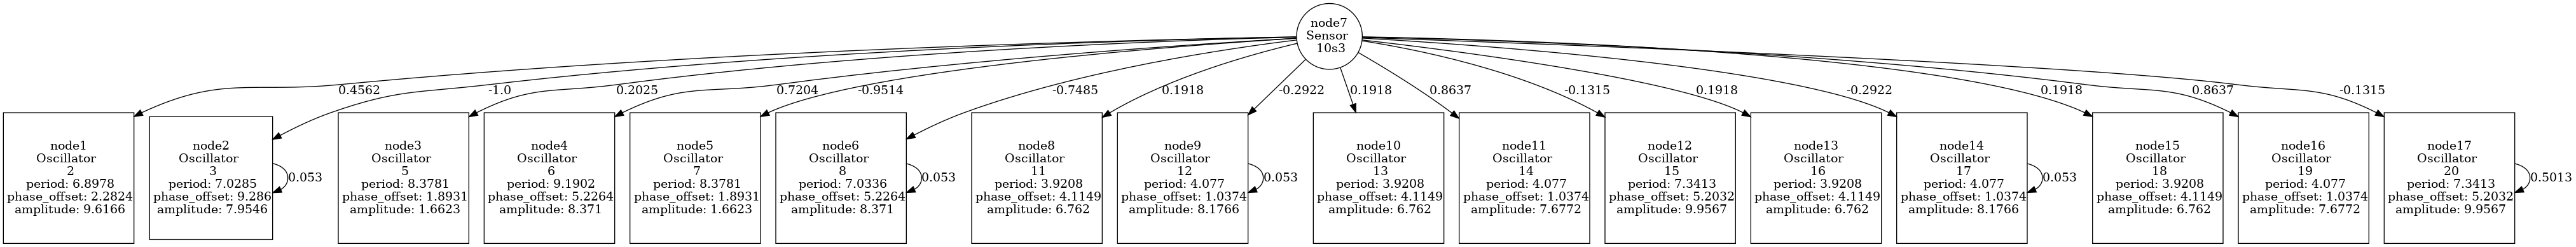 node7
Sensor
10s3
0.4562
-1.0
0.2025
0.7204
-0.9514
-0.7485
0.1918
-0.2922
0.1918
0.8637
-0.1315
0.1918
-0.2922
0.1918
0.8637
-0.1315
node1
Oscillator
2
period: 6.8978
phase_offset: 2.2824
amplitude: 9.6166
node2
Oscillator
3
period: 7.0285
phase_offset: 9.286
amplitude: 7.9546
0.053
node3
Oscillator
5
period: 8.3781
phase_offset: 1.8931
amplitude: 1.6623
node4
Oscillator
6
period: 9.1902
phase_offset: 5.2264
amplitude: 8.371
node5
Oscillator
7
period: 8.3781
phase_offset: 1.8931
amplitude: 1.6623
node6
Oscillator
8
period: 7.0336
phase_offset: 5.2264
amplitude: 8.371
0.053
node8
Oscillator
11
period: 3.9208
phase_offset: 4.1149
amplitude: 6.762
node9
Oscillator
12
period: 4.077
phase_offset: 1.0374
amplitude: 8.1766
0.053
node10
Oscillator
13
period: 3.9208
phase_offset: 4.1149
amplitude: 6.762
node11
Oscillator
14
period: 4.077
phase_offset: 1.0374
amplitude: 7.6772
node12
Oscillator
15
period: 7.3413
phase_offset: 5.2032
amplitude: 9.9567
node13
Oscillator
16
period: 3.9208
phase_offset: 4.1149
amplitude: 6.762
node14
Oscillator
17
period: 4.077
phase_offset: 1.0374
amplitude: 8.1766
0.053
node15
Oscillator
18
period: 3.9208
phase_offset: 4.1149
amplitude: 6.762
node16
Oscillator
19
period: 4.077
phase_offset: 1.0374
amplitude: 7.6772
node17
Oscillator
20
period: 7.3413
phase_offset: 5.2032
amplitude: 9.9567
0.5013